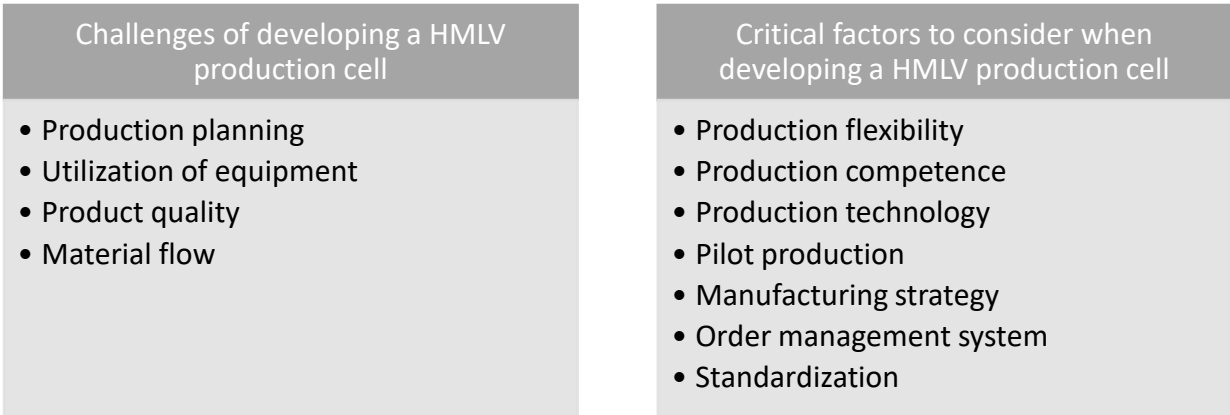 Challenges of developing a HMLV
production cell
• Production planning
• Utilization of equipment
• Product quality
• Material flow
Critical factors to consider when
developing a HMLV production cell
• Production flexibility
• Production competence
• Production technology
• Pilot production
• Manufacturing strategy
• Order management system
• Standardization